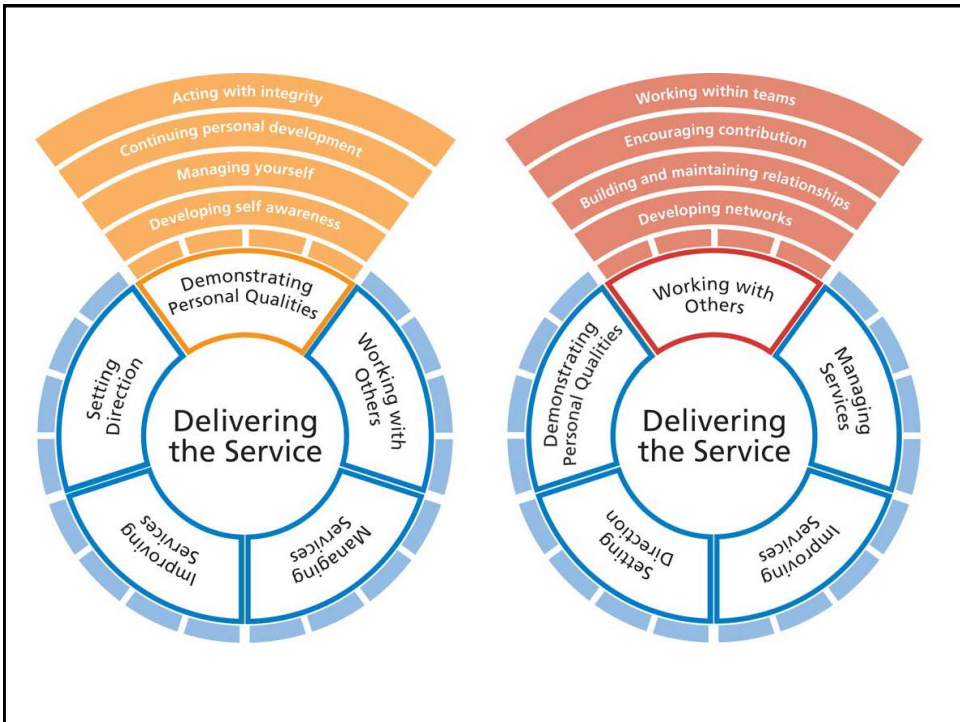 Acting with integrity
Continuing personal development
Managing yourself
Developing self awareness
Demonstrating
Personal Qualities
Working with
Others
Managing
Services
Improving
Services
Setting
Direction
Delivering
the Service
Working within teams
Encouraging contribution
Building and maintaining relationships
Developing networks
Working with
Others
Managing
Services
Improving
Services
Setting
Direction
Demonstrating
Personal Qualities
Delivering
the Service